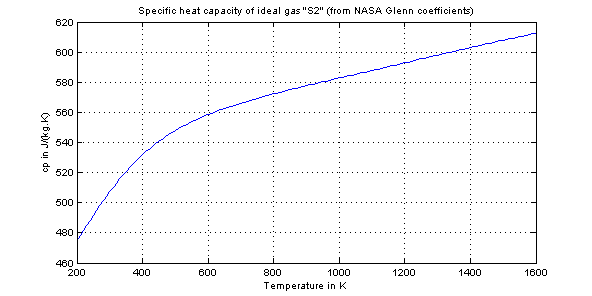 Specific heat capacity of ideal gas "S2" (from NASA Glenn coefficients)
620
600
580
560
540
520
500
480
460
cp in J/(kg.K)
200 400 600 800 1000 1200 1400 1600
Temperature in K